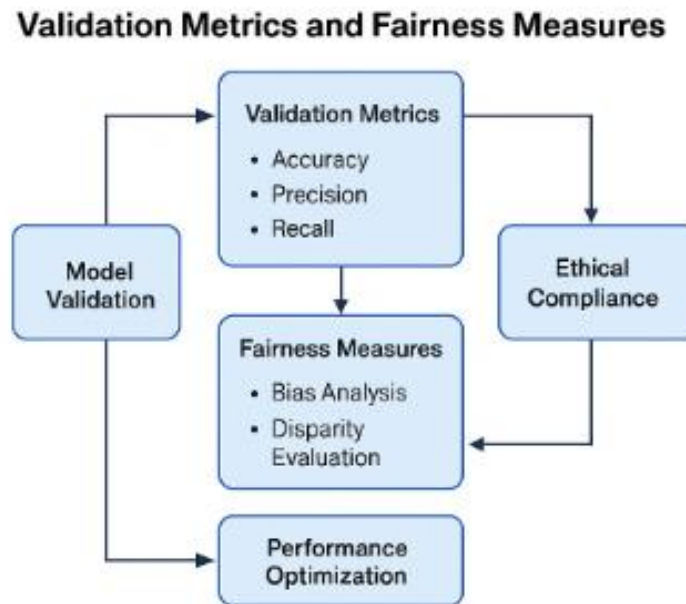 Validation Metrics and Fairness Measures
Validation Metrics
• Accuracy
• Precision
• Recall
Model
Validation
Ethical
Compliance
Fairness Measures
• Bias Analysis
• Disparity
Evaluation
Performance
Optimization